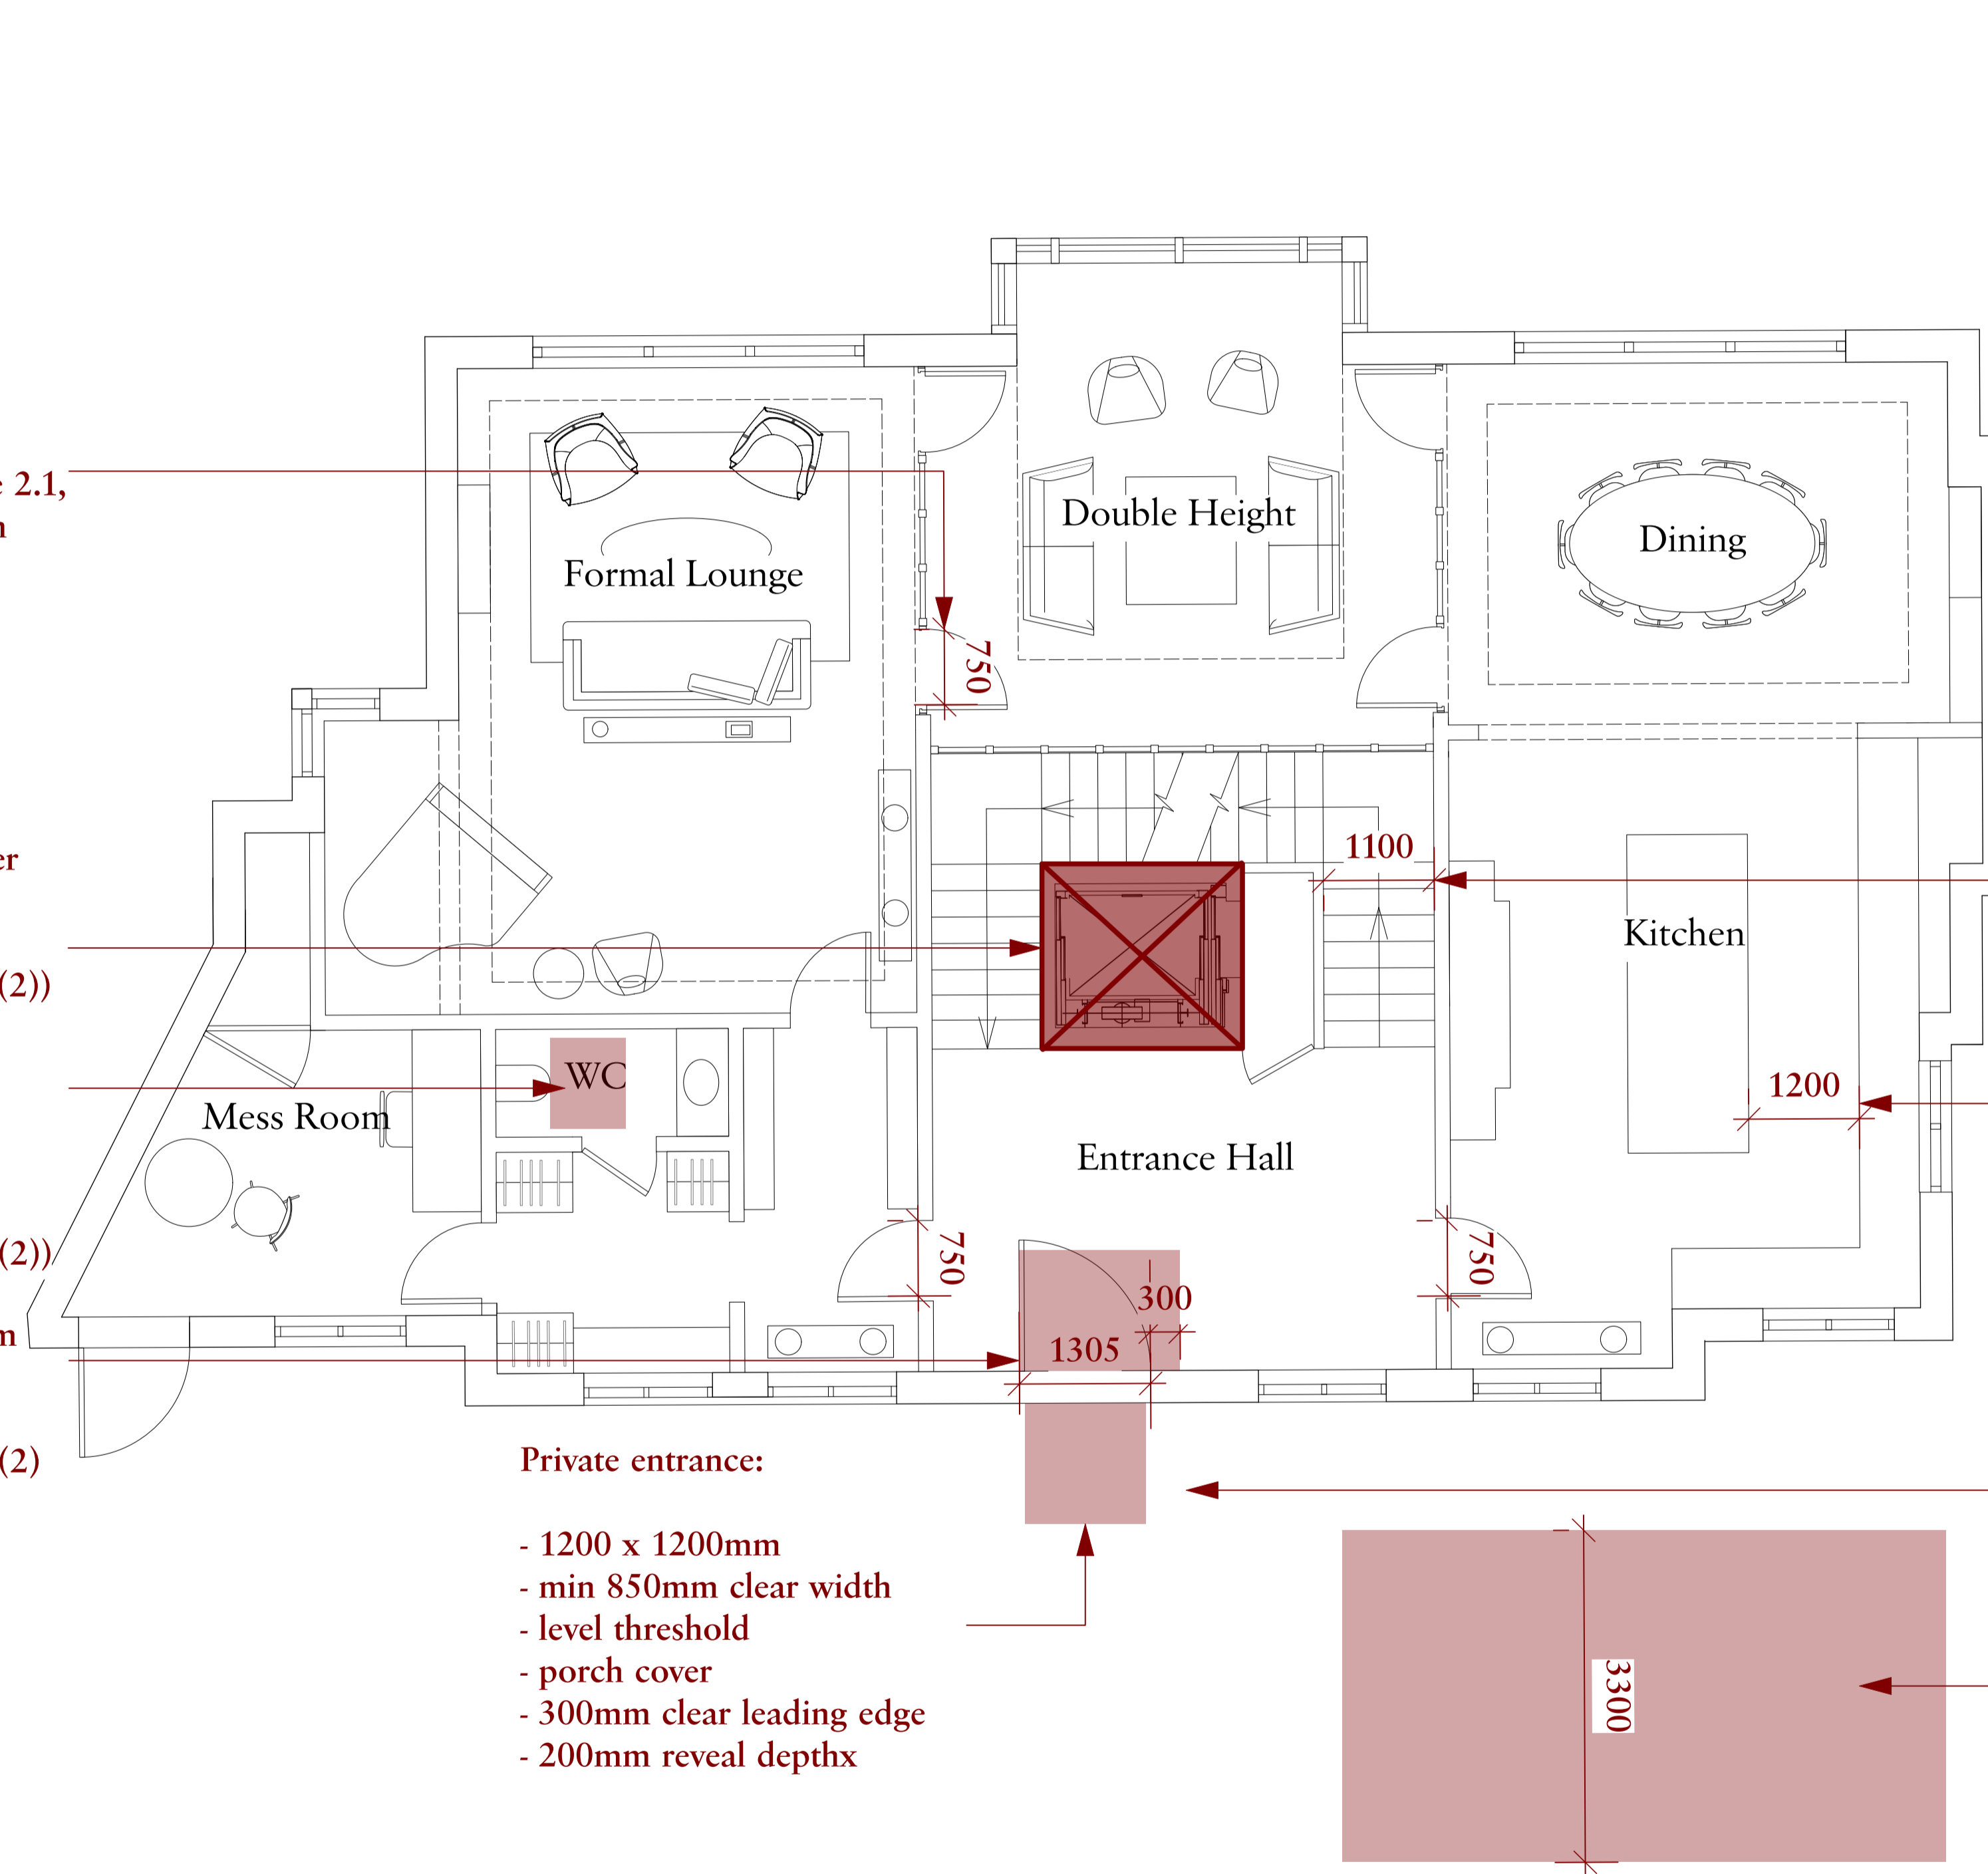 2.1,
Double Height
Dining
Formal Lounge
750
1100
Kitchen
(2))
WC
1200
Mess Room
Entrance Hall
750
750
(2))
300
1305
(2)
Private entrance:
- 1200 x 1200mm
- min 850mm clear width
- level threshold
- porch cover
- 300mm clear leading edge
- 200mm reveal depthx
3300